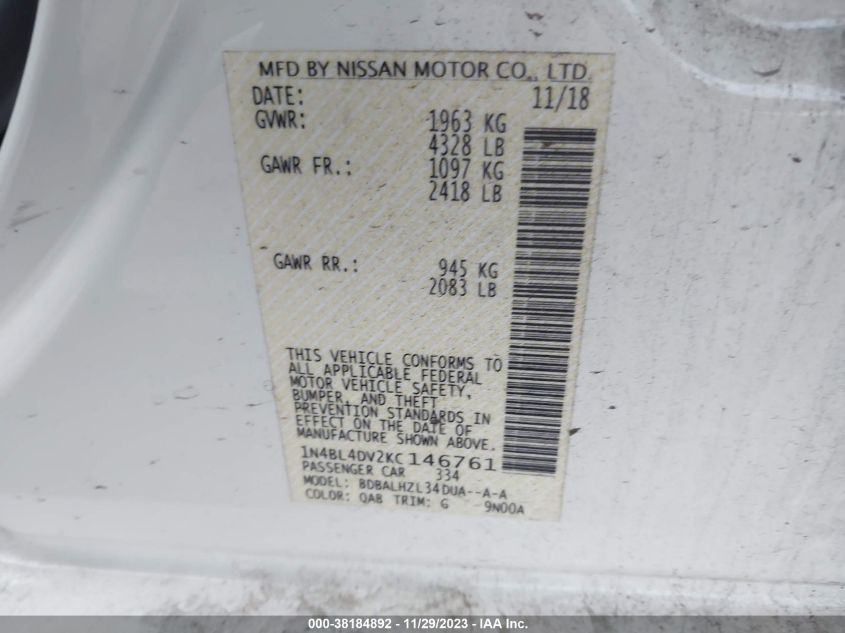 MFD BY NISSAN MOTOR CO., LTD.
DATE: 11/18
GVWR: 1963 KG
4328 LB
GAWR FR.: 1097 KG
2418 LB
GAWR RR.: 945 KG
2083 LB
THIS VEHICLE CONFORMS TO
ALL APPLICABLE FEDERAL
MOTOR VEHICLE SAFETY,
BUMPER, AND THEFT
PREVENTION STANDARDS IN
EFFECT ON THE DATE OF
MANUFACTURE SHOWN ABOVE.
1N4BL4DV2KC146761
PASSENGER CAR 334
MODEL: BDBALHZL34DUA--A-A
COLOR: QAB TRIM: G 9N00A
000-38184892 - 11/29/2023 - IAA Inc.